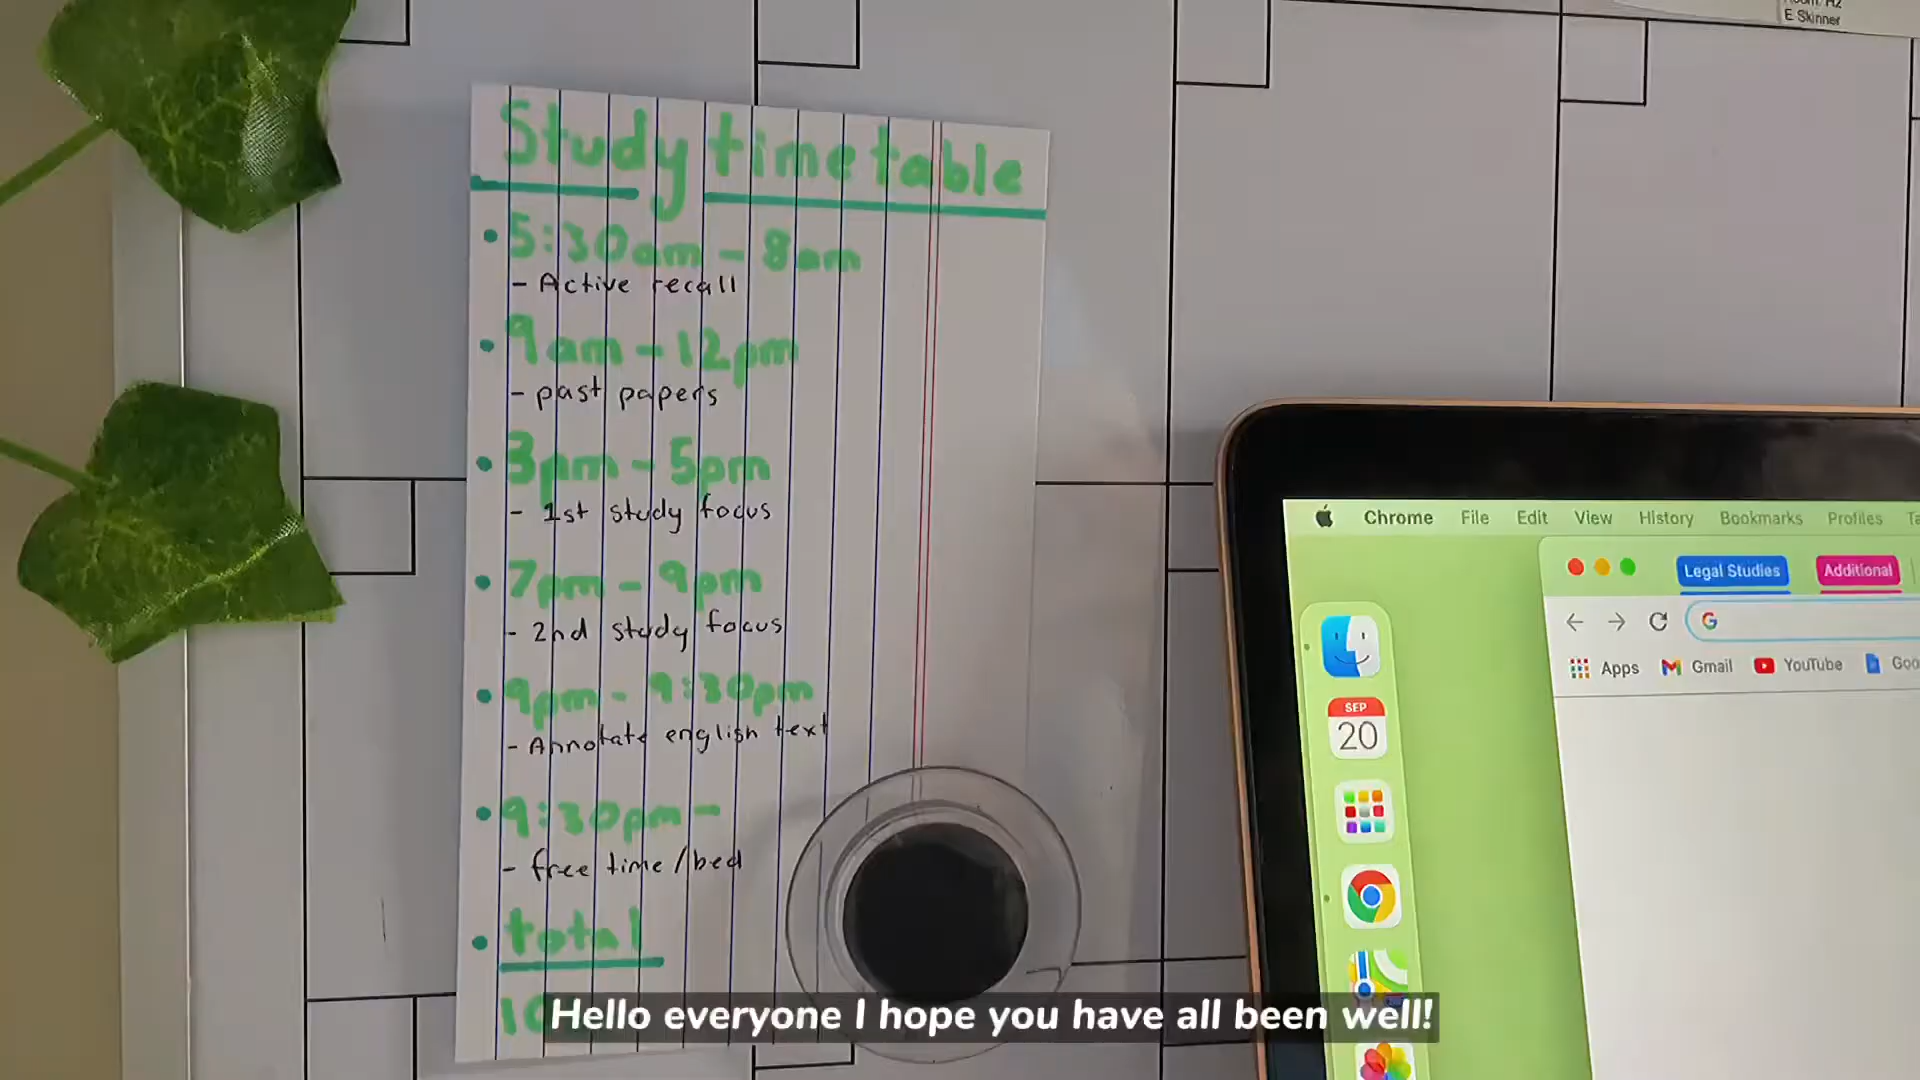 Room: H2
E Skinner
Study timetable
• 5:30am - 8am
- Active recall
• 9am - 12pm
- past papers
• 3pm - 5pm
- 1st study focus
• 7pm - 9pm
- 2nd study focus
• 9pm - 9:30pm
- Annotate english text
• 9:30pm -
- free time / bed
• total
10
Chrome File Edit View History Bookmarks Profiles
Legal Studies Additional
Apps Gmail YouTube
SEP
20
Hello everyone I hope you have all been well!